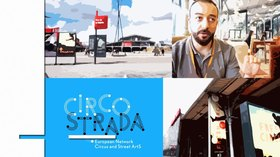 CIRCO
STRADA
European Network
Circus and Street ArtS